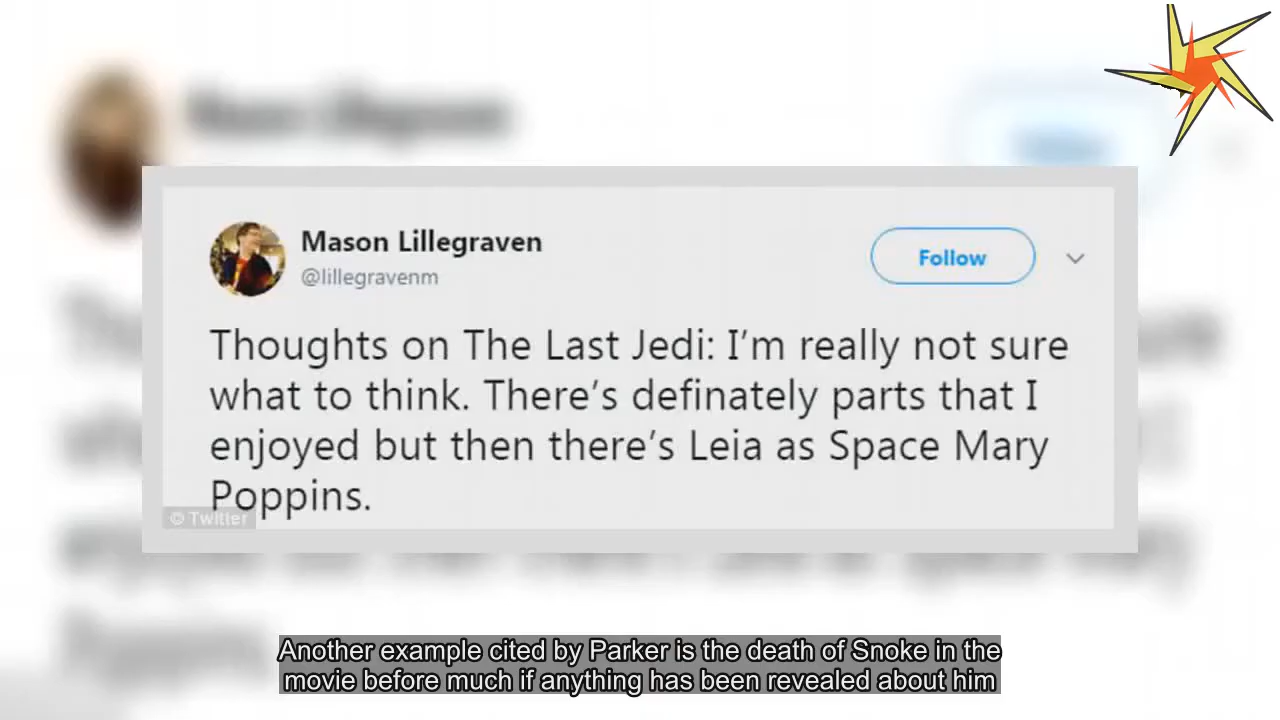 Mason Lillegraven
@lillegravenm
Follow
Thoughts on The Last Jedi: I'm really not sure
what to think. There's definately parts that I
enjoyed but then there's Leia as Space Mary
Poppins.
© Twitter
Another example cited by Parker is the death of Snoke in the
movie before much if anything has been revealed about him